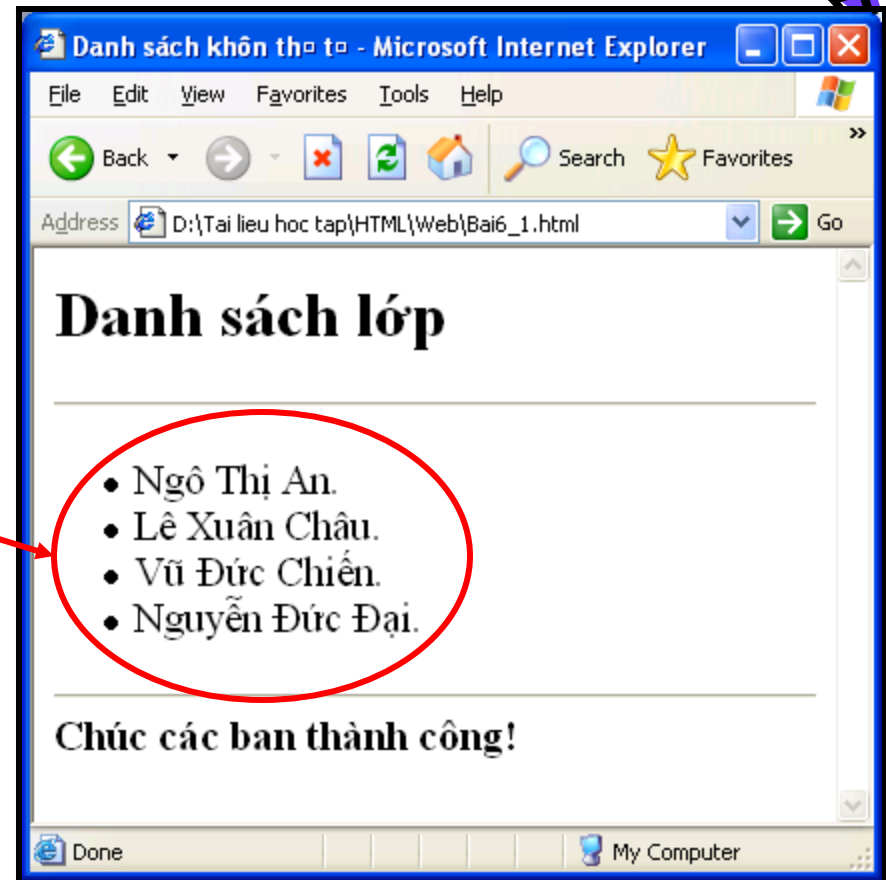 Danh sách khôn th¤ t¤ - Microsoft Internet Explorer
File Edit View Favorites Tools Help
Back Search Favorites »
Address D:\Tai lieu hoc tap\HTML\Web\Bai6_1.html Go
Danh sách lớp
• Ngô Thị An.
• Lê Xuân Châu.
• Vũ Đức Chiến.
• Nguyễn Đức Đại.
Chúc các ban thành công!
Done My Computer